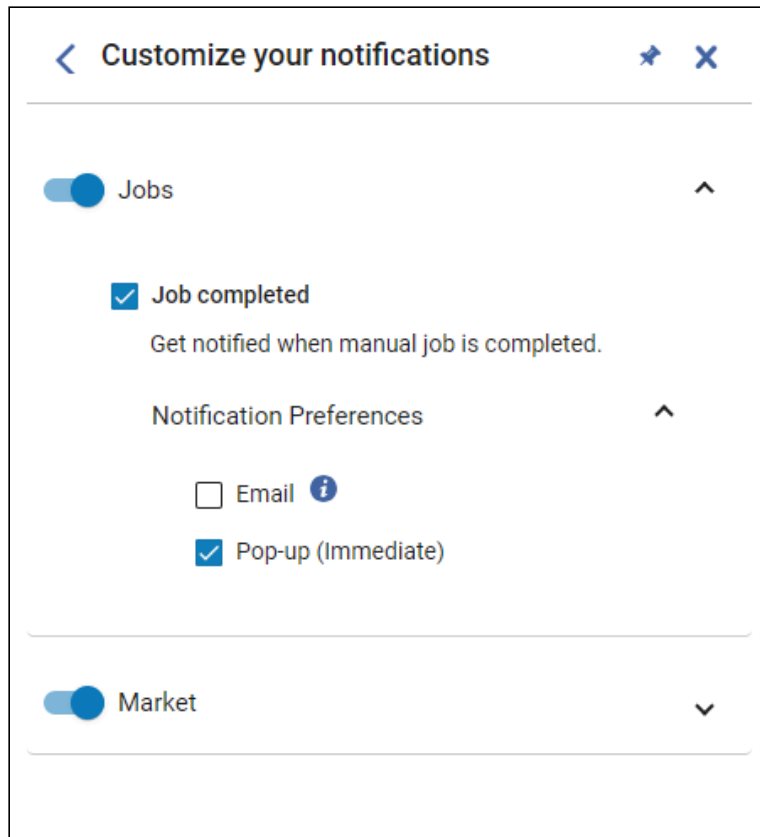 Customize your notifications
Jobs
Job completed
Get notified when manual job is completed.
Notification Preferences
Email i
Pop-up (Immediate)
Market